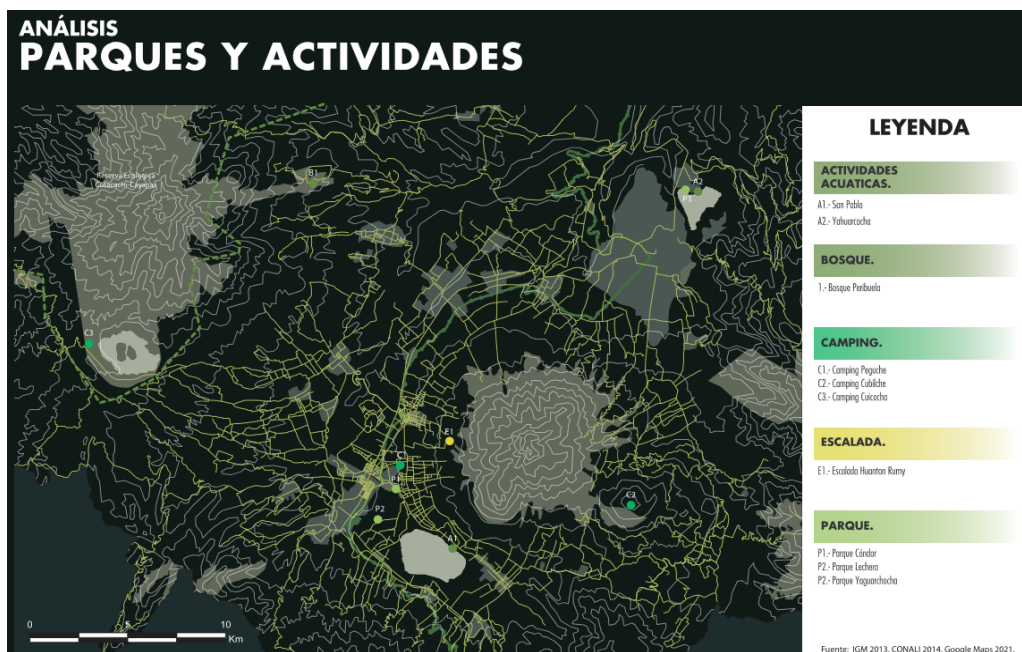 ANÁLISIS
PARQUES Y ACTIVIDADES
Reserva Ecológica
Cotacachi-Cayapas
B1
A2
P3
C3
E1
C1
P1
C2
P2
A1
0 5 10
Km
LEYENDA
ACTIVIDADES
ACUATICAS.
A1.- San Pablo
A2.- Yahuarcocha
BOSQUE.
1.- Bosque Peribuela
CAMPING.
C1.- Camping Peguche
C2.- Camping Cubilche
C3.- Camping Cuicocha
ESCALADA.
E1.- Escalada Huanton Rumy
PARQUE.
P1.- Parque Cóndor
P2.- Parque Lechero
P2.- Parque Yaguarchocha
Fuente: IGM 2013, CONALI 2014, Google Maps 2021.